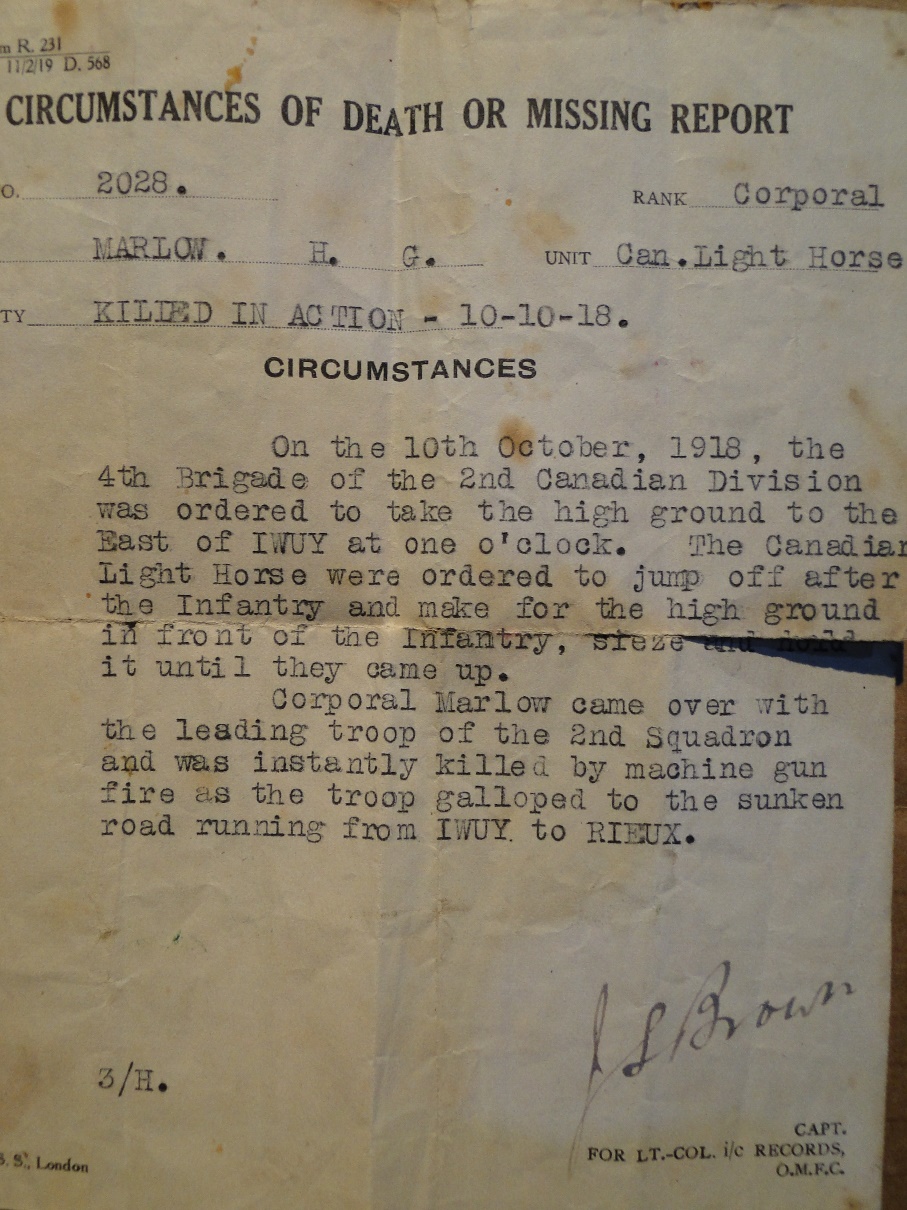 m R. 231
11/2/19 D. 568
CIRCUMSTANCES OF DEATH OR MISSING REPORT
O. 2028. RANK Corporal
MARLOW. H. G. UNIT Can.Light Horse
TY KILLED IN ACTION - 10-10-18.
CIRCUMSTANCES
On the 10th October, 1918, the
4th Brigade of the 2nd Canadian Division
was ordered to take the high ground to the
East of IWUY at one o'clock. The Canadian
Light Horse were ordered to jump off after
the Infantry and make for the high ground
in front of the Infantry, sieze and hold
it until they came up.
Corporal Marlow came over with
the leading troop of the 2nd Squadron
and was instantly killed by machine gun
fire as the troop galloped to the sunken
road running from IWUY to RIEUX.
J S Brown
3/H.
CAPT.
FOR LT.-COL. i/c RECORDS,
O.M.F.C.
S., London